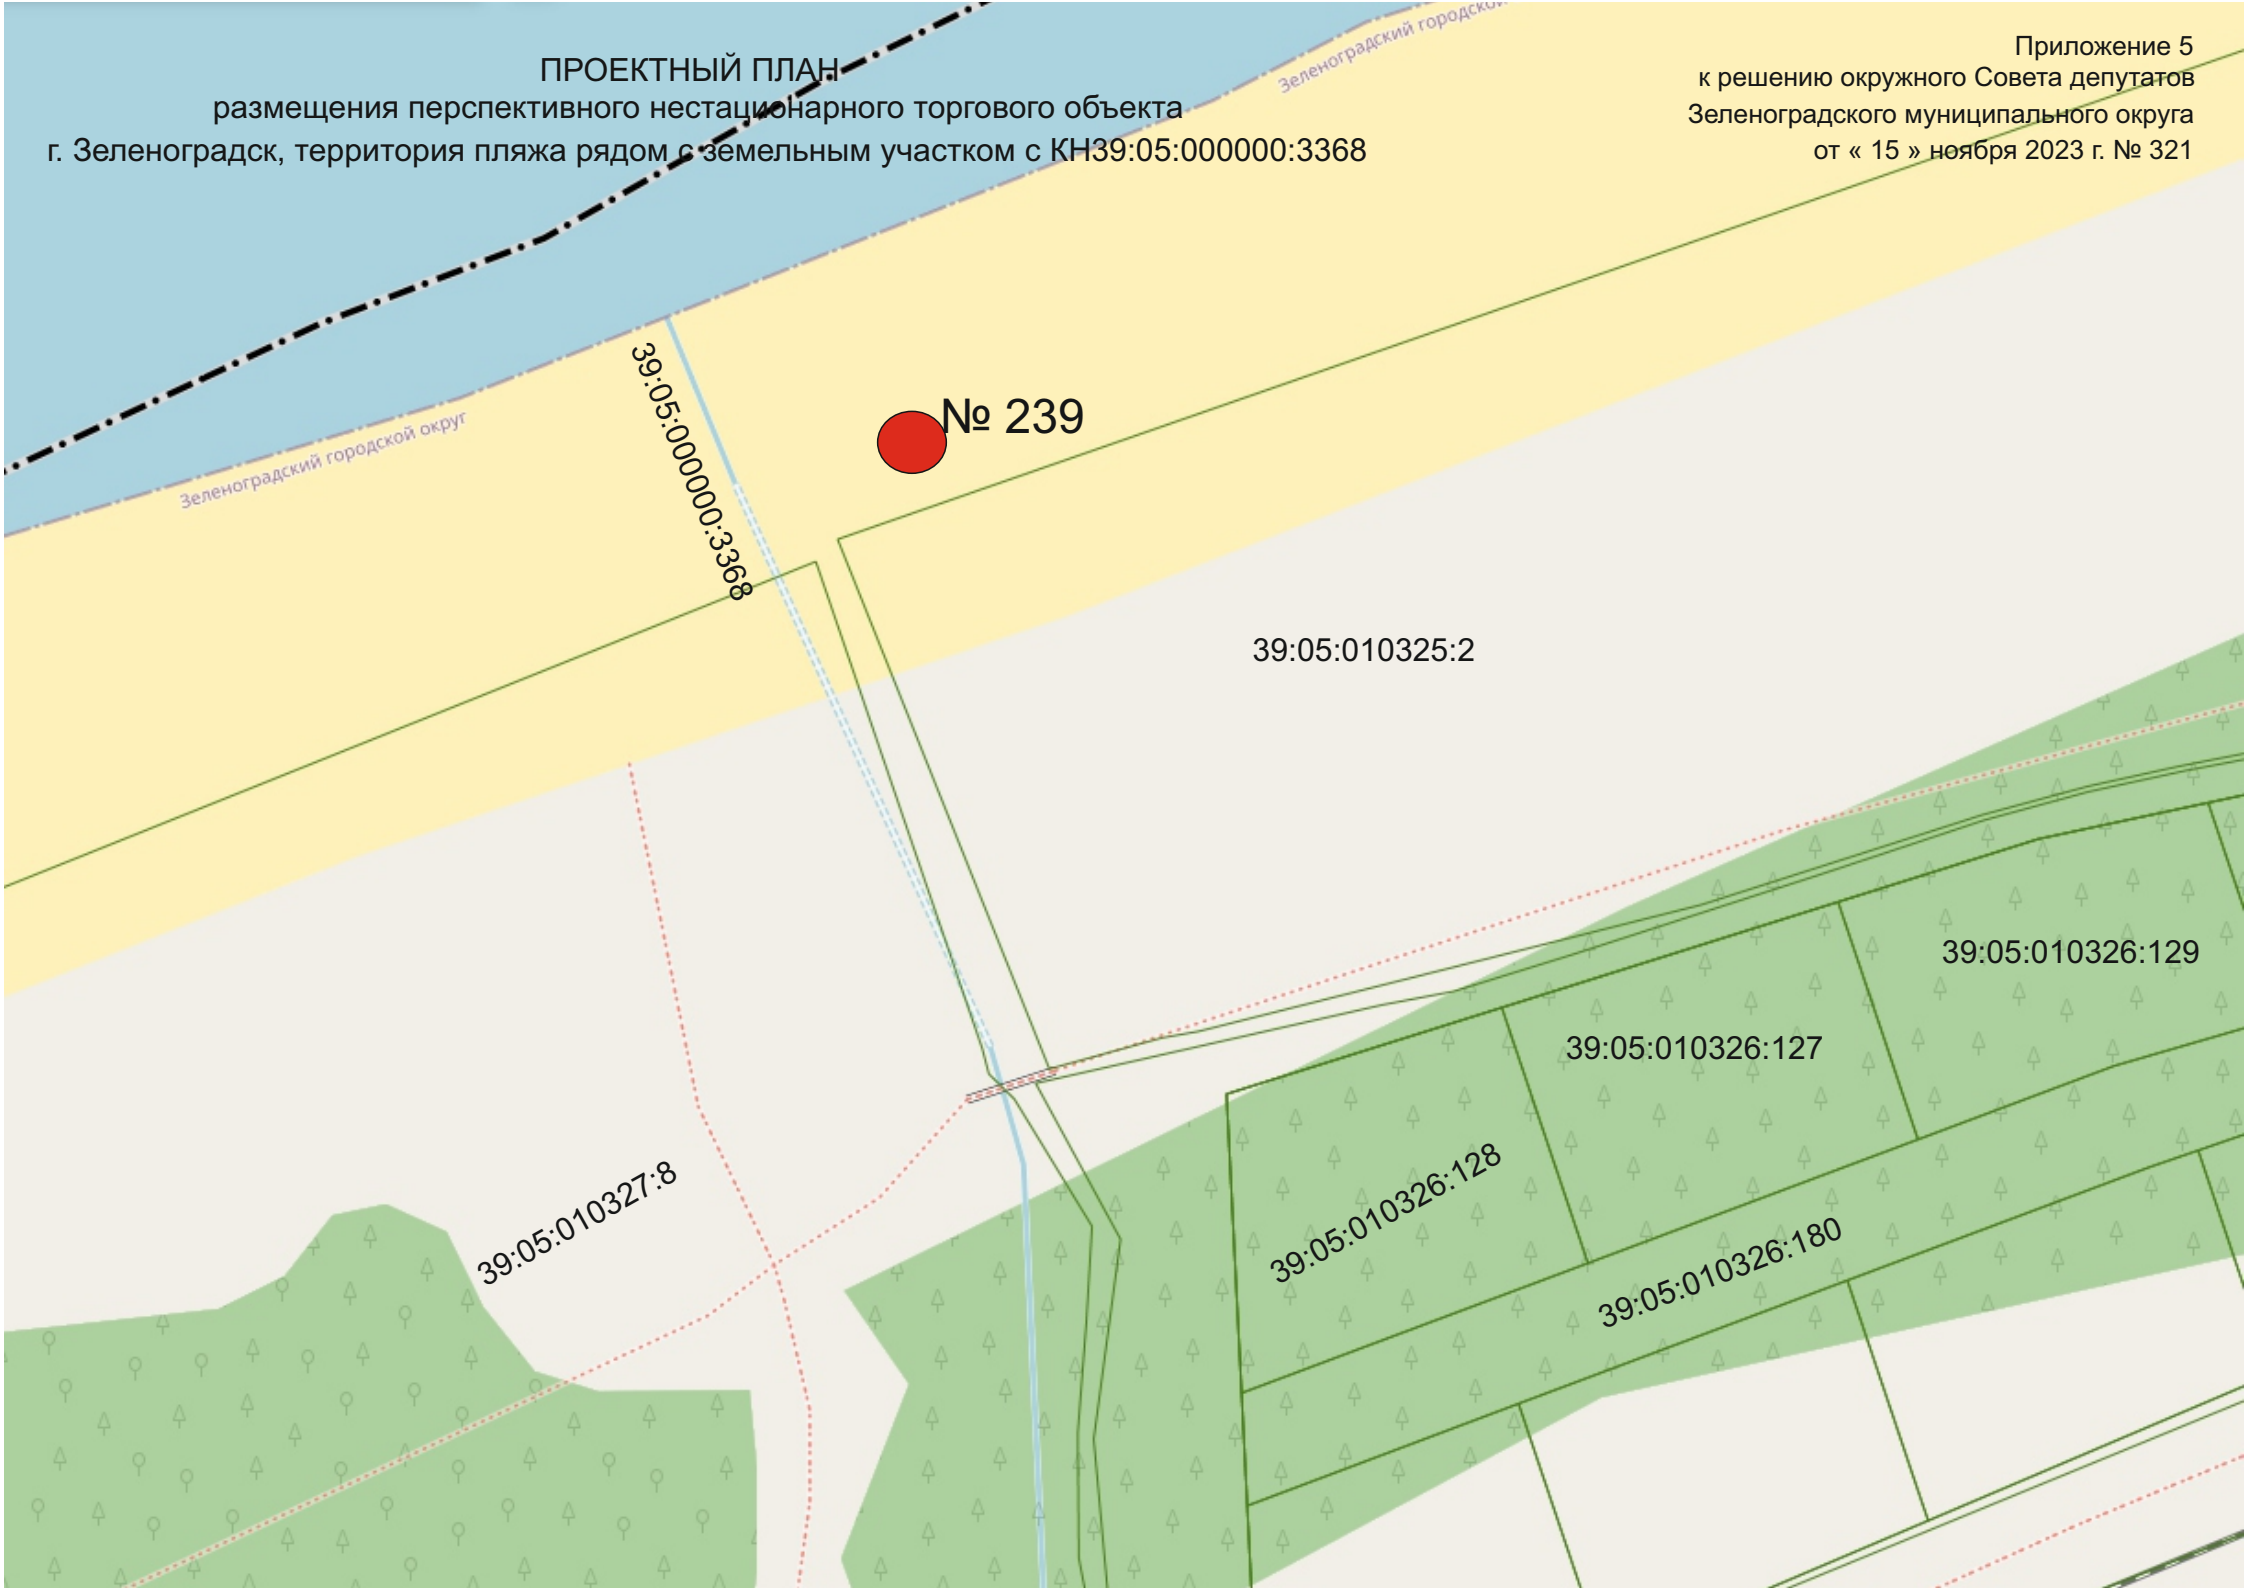 ПРОЕКТНЫЙ ПЛАН
размещения перспективного нестационарного торгового объекта
г. Зеленоградск, территория пляжа рядом с земельным участком с КН39:05:000000:3368
Приложение 5
к решению окружного Совета депутатов
Зеленоградского муниципального округа
от « 15 » ноября 2023 г. № 321
Зеленоградский городской
Зеленоградский городской округ
39:05:000000:3368
№ 239
39:05:010325:2
39:05:010326:129
39:05:010326:127
39:05:010326:128
39:05:010327:8
39:05:010326:180